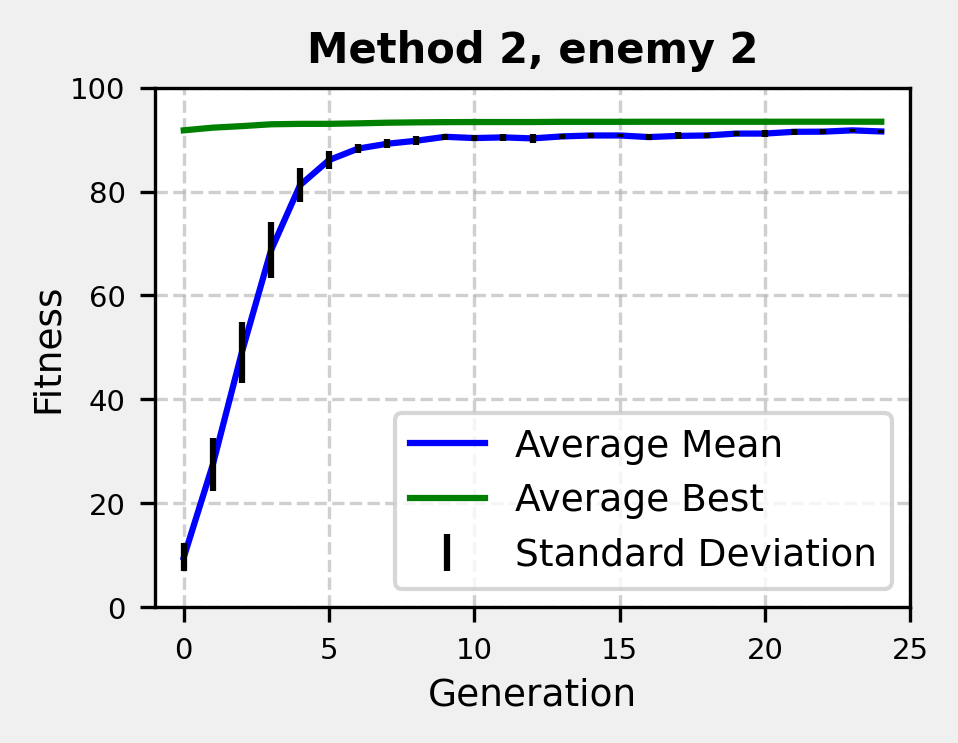 Method 2, enemy 2
100
80
60
40
20
0
Fitness
Average Mean
Average Best
Standard Deviation
0 5 10 15 20 25
Generation